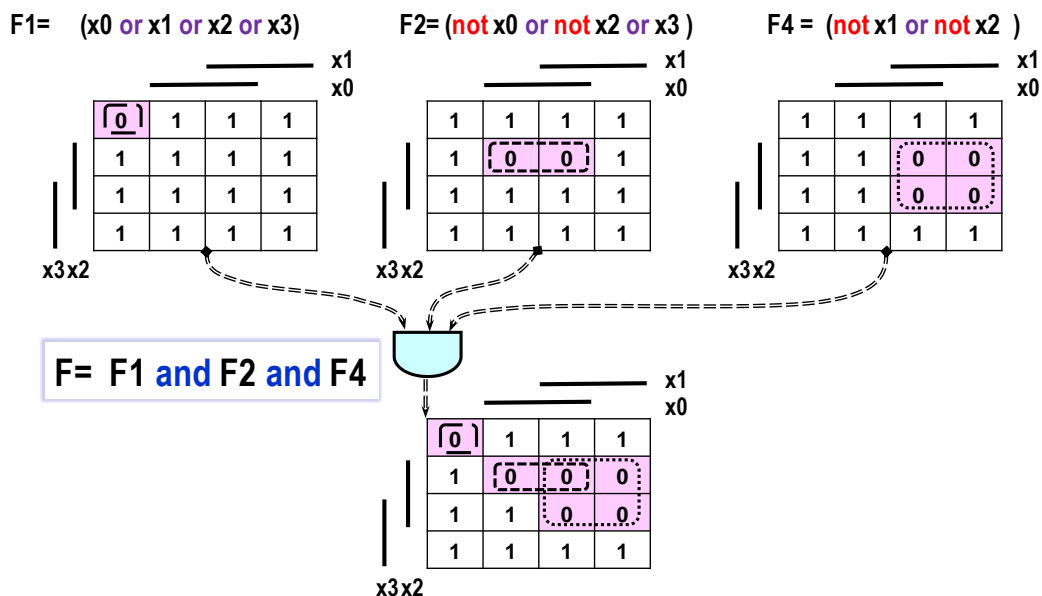 F1= (x0 or x1 or x2 or x3)
F2= (not x0 or not x2 or x3 )
F4 = (not x1 or not x2 )
x1
x0
x1
x0
x1
x0
0 1 1 1
1 1 1 1
1 1 1 1
1 1 1 1
x3 x2
1 1 1 1
1 0 0 1
1 1 1 1
1 1 1 1
x3 x2
1 1 1 1
1 1 0 0
1 1 0 0
1 1 1 1
x3 x2
F= F1 and F2 and F4
x1
x0
0 1 1 1
1 0 0 0
1 1 0 0
1 1 1 1
x3 x2